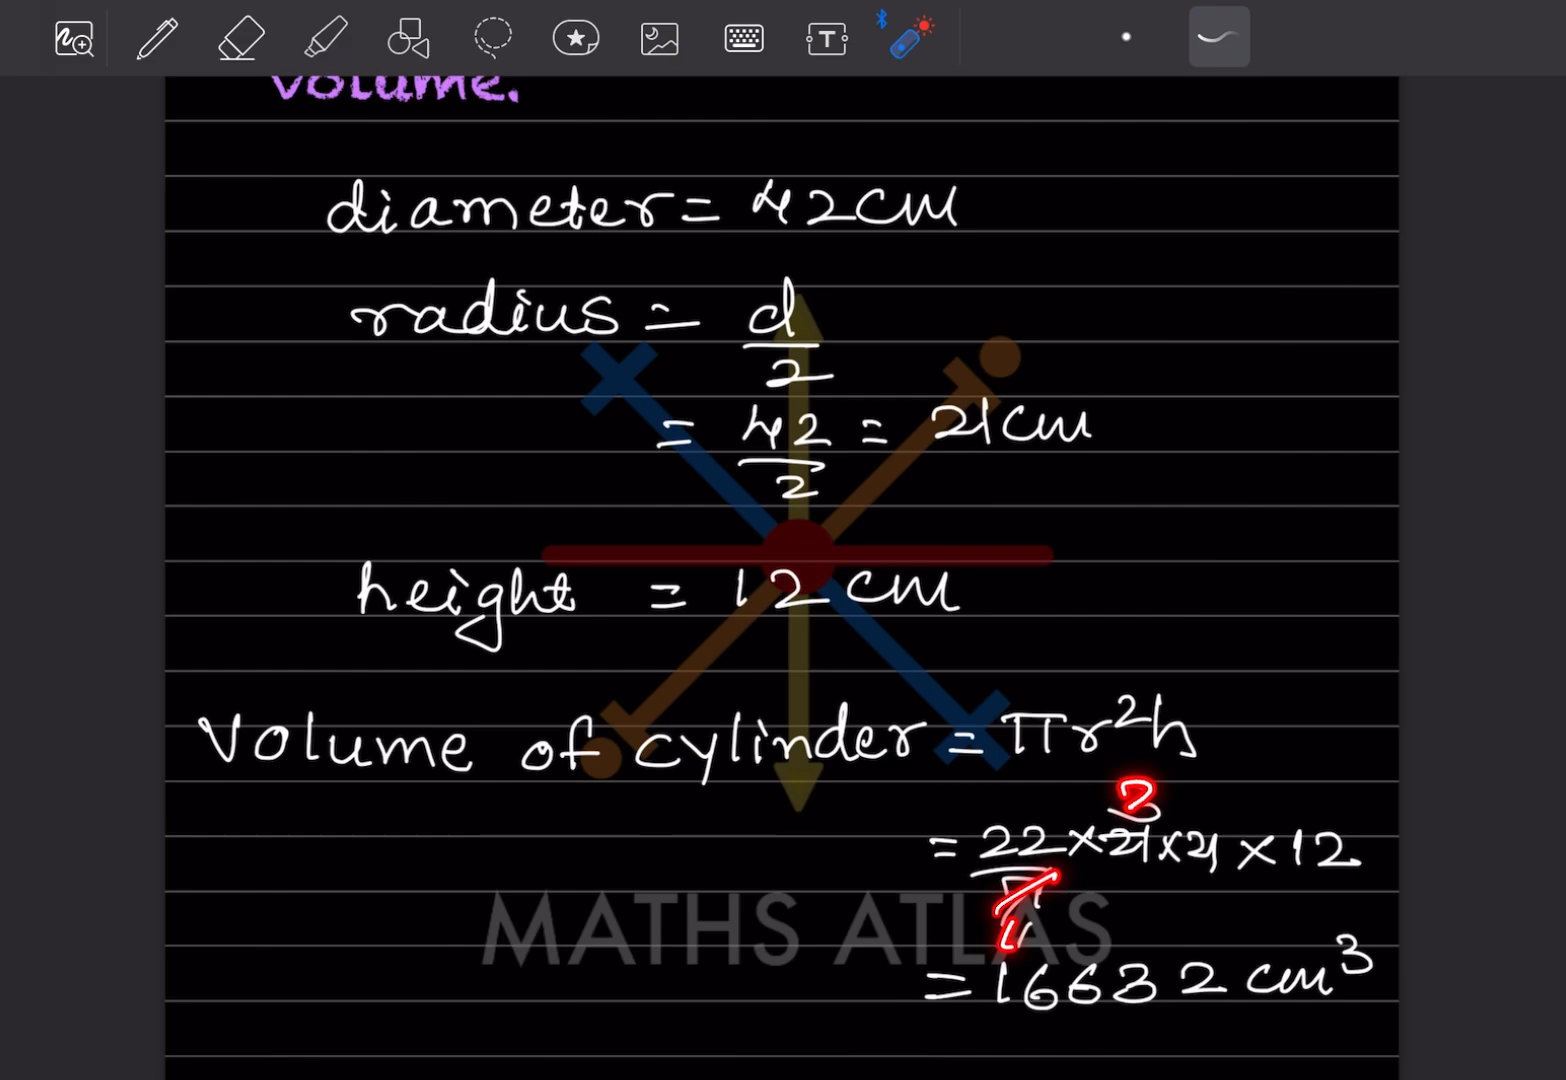 volume.
diameter = 42cm
radius = d/2
= 42/2 = 21cm
height = 12cm
Volume of cylinder = πr²h
3
= 22/7 × 21 × 21 × 12
1
= 16632 cm³
MATHS ATLAS